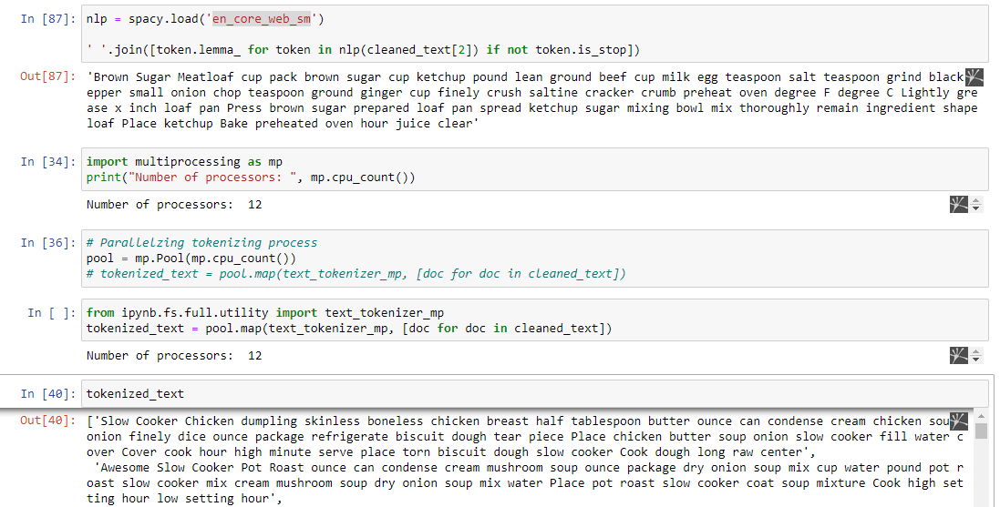 In [87]: nlp = spacy.load('en_core_web_sm')
' '.join([token.lemma_ for token in nlp(cleaned_text[2]) if not token.is_stop])
Out[87]: 'Brown Sugar Meatloaf cup pack brown sugar cup ketchup pound lean ground beef cup milk egg teaspoon salt teaspoon grind black
epper small onion chop teaspoon ground ginger cup finely crush saltine cracker crumb preheat oven degree F degree C Lightly gre
ase x inch loaf pan Press brown sugar prepared loaf pan spread ketchup sugar mixing bowl mix thoroughly remain ingredient shape
loaf Place ketchup Bake preheated oven hour juice clear'
In [34]: import multiprocessing as mp
print("Number of processors: ", mp.cpu_count())
Number of processors:  12
In [36]: # Parallelzing tokenizing process
pool = mp.Pool(mp.cpu_count())
# tokenized_text = pool.map(text_tokenizer_mp, [doc for doc in cleaned_text])
In [ ]: from ipynb.fs.full.utility import text_tokenizer_mp
tokenized_text = pool.map(text_tokenizer_mp, [doc for doc in cleaned_text])
Number of processors:  12
In [40]: tokenized_text
Out[40]: ['Slow Cooker Chicken dumpling skinless boneless chicken breast half tablespoon butter ounce can condense cream chicken sou
onion finely dice ounce package refrigerate biscuit dough tear piece Place chicken butter soup onion slow cooker fill water c
over Cover cook hour high minute serve place torn biscuit dough slow cooker Cook dough long raw center',
'Awesome Slow Cooker Pot Roast ounce can condense cream mushroom soup ounce package dry onion soup mix cup water pound pot r
oast slow cooker mix cream mushroom soup dry onion soup mix water Place pot roast slow cooker coat soup mixture Cook high set
ting hour low setting hour',